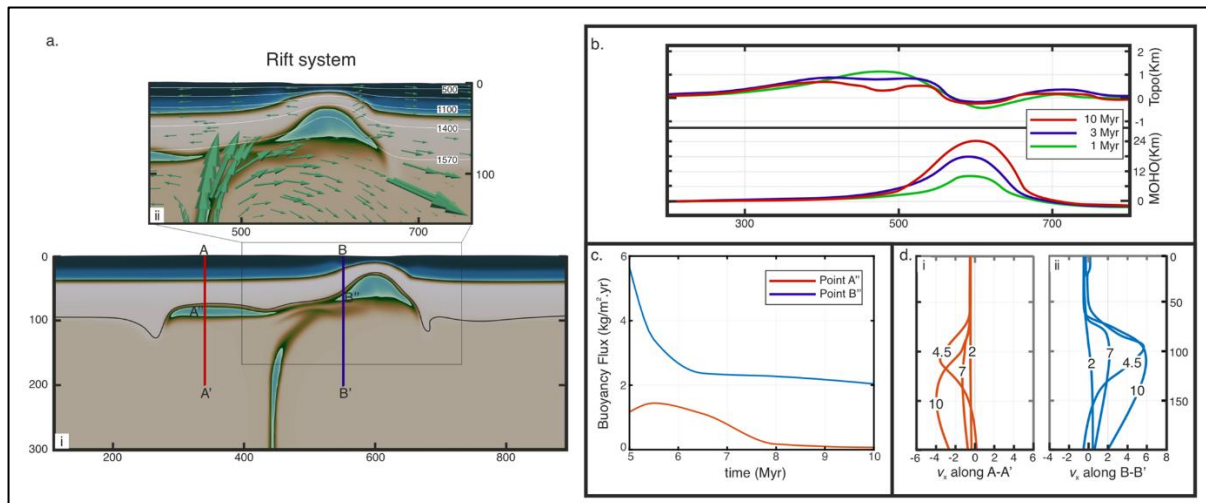 a.
Rift system
0
500
1100
1400
1570
100
ii
500
700
A
B
0
A''
B''
100
A'
B'
200
i
300
200
400
600
800
b.
2
1
0
-1
Topo(Km)
10 Myr
3 Myr
1 Myr
24
12
0
MOHO(Km)
300
500
700
c.
6
4
2
0
Buoyancy Flux (kg/m².yr)
Point A''
Point B''
5
6
7
8
9
10
time (Myr)
d.
i
4.5
2
7
10
-6
-4
-2
0
2
4
6
vₓ along A-A'
ii
0
50
100
150
2
7
4.5
10
-6
-4
-2
0
2
4
6
vₓ along B-B'